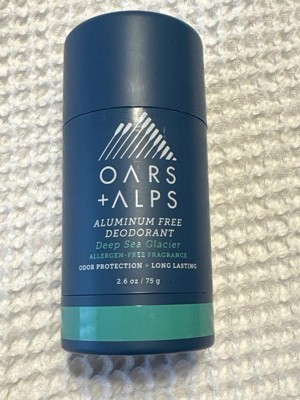 OARS
+ALPS
ALUMINUM FREE
DEODORANT
Deep Sea Glacier
ALLERGEN-FREE FRAGRANCE
ODOR PROTECTION + LONG LASTING
2.6 oz / 75 g